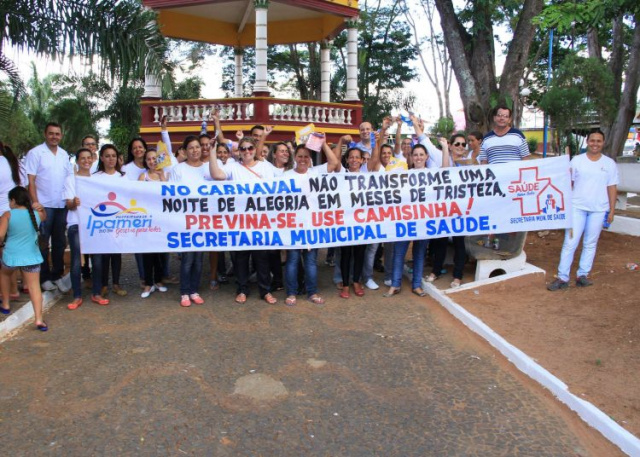 NO CARNAVAL NÃO TRANSFORME UMA
NOITE DE ALEGRIA EM MESES DE TRISTEZA,
PREVINA-SE. USE CAMISINHA!
SECRETARIA MUNICIPAL DE SAÚDE.
Ipameri
SAÚDE
SECRETARIA MUN. DE SAÚDE